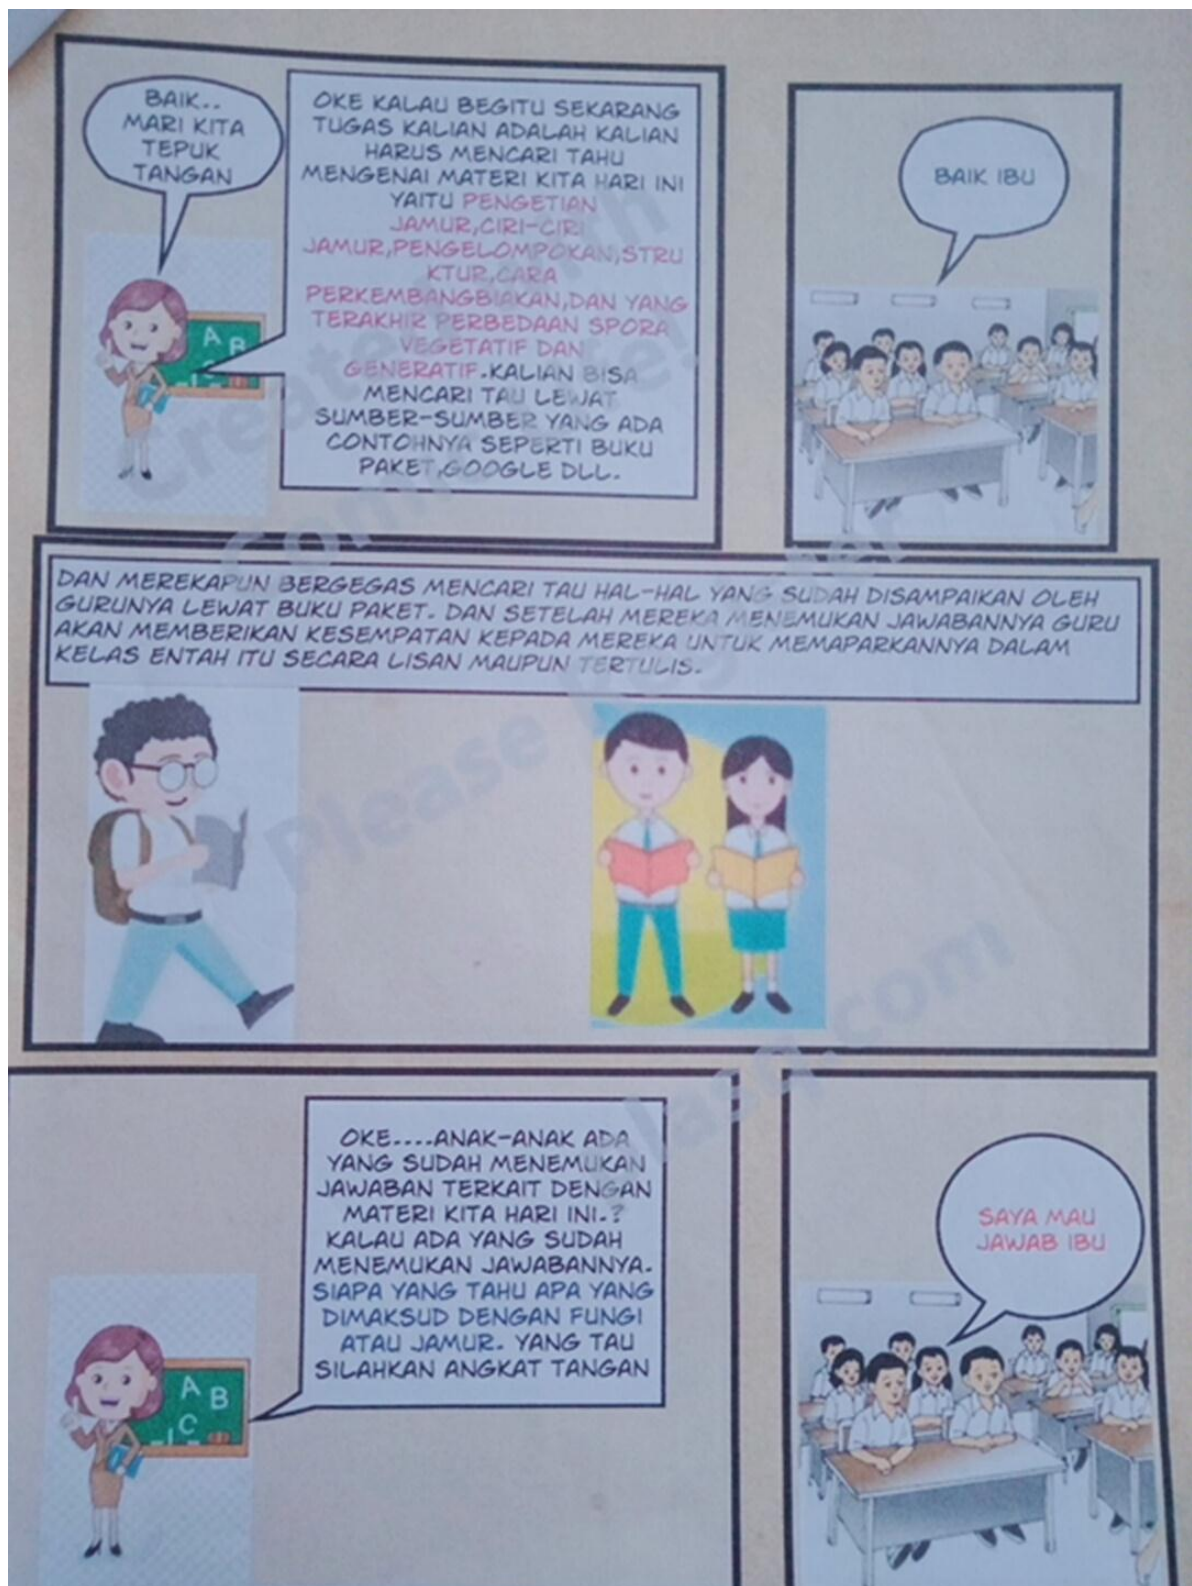 BAIK..
MARI KITA
TEPUK
TANGAN
OKE KALAU BEGITU SEKARANG
TUGAS KALIAN ADALAH KALIAN
HARUS MENCARI TAHU
MENGENAI MATERI KITA HARI INI
YAITU PENGETIAN
JAMUR,CIRI-CIRI
JAMUR,PENGELOMPOKAN,STRU
KTUR,CARA
PERKEMBANGBIAKAN,DAN YANG
TERAKHIR PERBEDAAN SPORA
VEGETATIF DAN
GENERATIF.KALIAN BISA
MENCARI TAU LEWAT
SUMBER-SUMBER YANG ADA
CONTOHNYA SEPERTI BUKU
PAKET,GOOGLE DLL.
A B
BAIK IBU
DAN MEREKAPUN BERGEGAS MENCARI TAU HAL-HAL YANG SUDAH DISAMPAIKAN OLEH
GURUNYA LEWAT BUKU PAKET. DAN SETELAH MEREKA MENEMUKAN JAWABANNYA GURU
AKAN MEMBERIKAN KESEMPATAN KEPADA MEREKA UNTUK MEMAPARKANNYA DALAM
KELAS ENTAH ITU SECARA LISAN MAUPUN TERTULIS.
OKE....ANAK-ANAK ADA
YANG SUDAH MENEMUKAN
JAWABAN TERKAIT DENGAN
MATERI KITA HARI INI.?
KALAU ADA YANG SUDAH
MENEMUKAN JAWABANNYA.
SIAPA YANG TAHU APA YANG
DIMAKSUD DENGAN FUNGI
ATAU JAMUR. YANG TAU
SILAHKAN ANGKAT TANGAN
A B
C
SAYA MAU
JAWAB IBU
Please